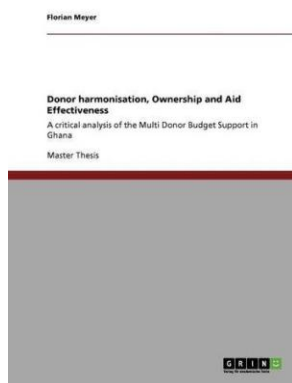 Florian Meyer
Donor harmonisation, Ownership and Aid
Effectiveness
A critical analysis of the Multi Donor Budget Support in
Ghana
Master Thesis
GRIN